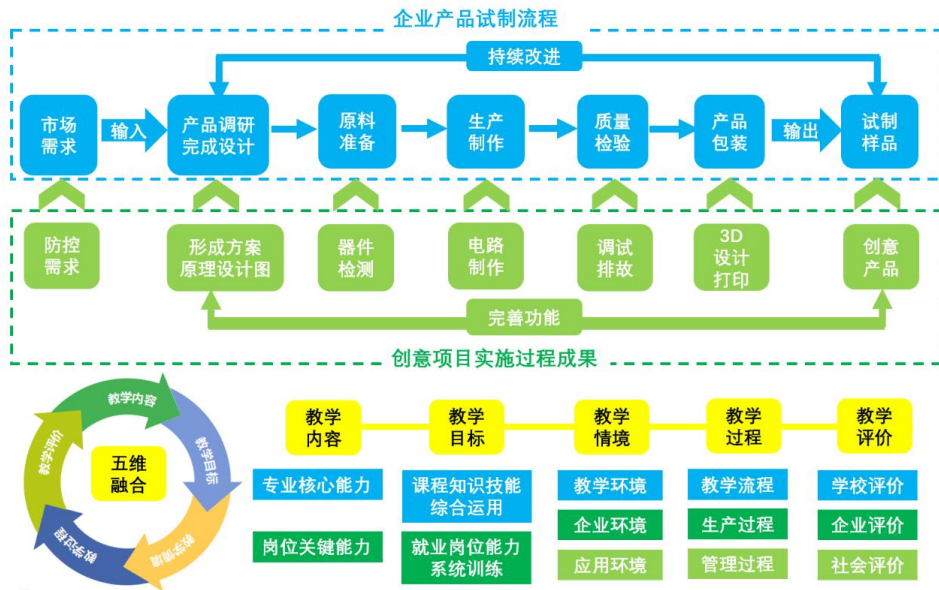 企业产品试制流程
持续改进
市场
需求
输入
产品调研
完成设计
原料
准备
生产
制作
质量
检验
产品
包装
输出
试制
样品
防控
需求
形成方案
原理设计图
器件
检测
电路
制作
调试
排故
3D
设计
打印
创意
产品
完善功能
创意项目实施过程成果
教学内容
教学目标
教学情境
教学过程
教学评价
五维
融合
教学
内容
教学
目标
教学
情境
教学
过程
教学
评价
专业核心能力
课程知识技能
综合运用
教学环境
教学流程
学校评价
岗位关键能力
就业岗位能力
系统训练
企业环境
生产过程
企业评价
应用环境
管理过程
社会评价